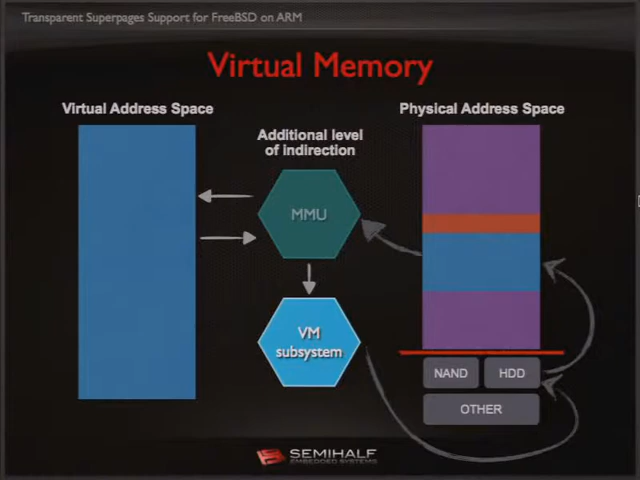 Transparent Superpages Support for FreeBSD on ARM
Virtual Memory
Virtual Address Space
Physical Address Space
Additional level
of indirection
MMU
VM
subsystem
NAND
HDD
OTHER
SEMIHALF
EMBEDDED SYSTEMS